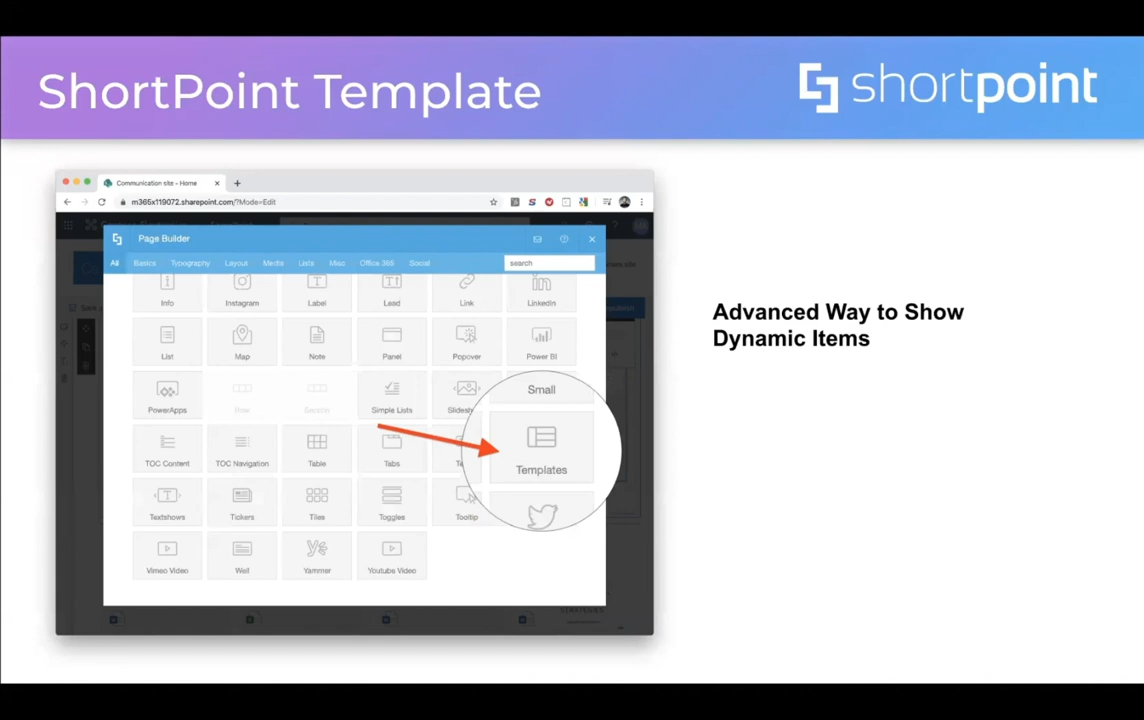 ShortPoint Template
shortpoint
Communication site - Home
m365x119072.sharepoint.com/?Mode=Edit
Page Builder
All Basics Typography Layout Media Lists Map Office 365 Social
search
Info Instagram Label Lead Link LinkedIn
List Map Note Panel Popover Power BI
Small
PowerApps Row Section Simple Lists
Templates
TOC Content TOC Navigation Table Tabs
Textshows Tickers Tiles Toggles Tooltip
Vimeo Video Well Yammer Youtube Video
Advanced Way to Show
Dynamic Items